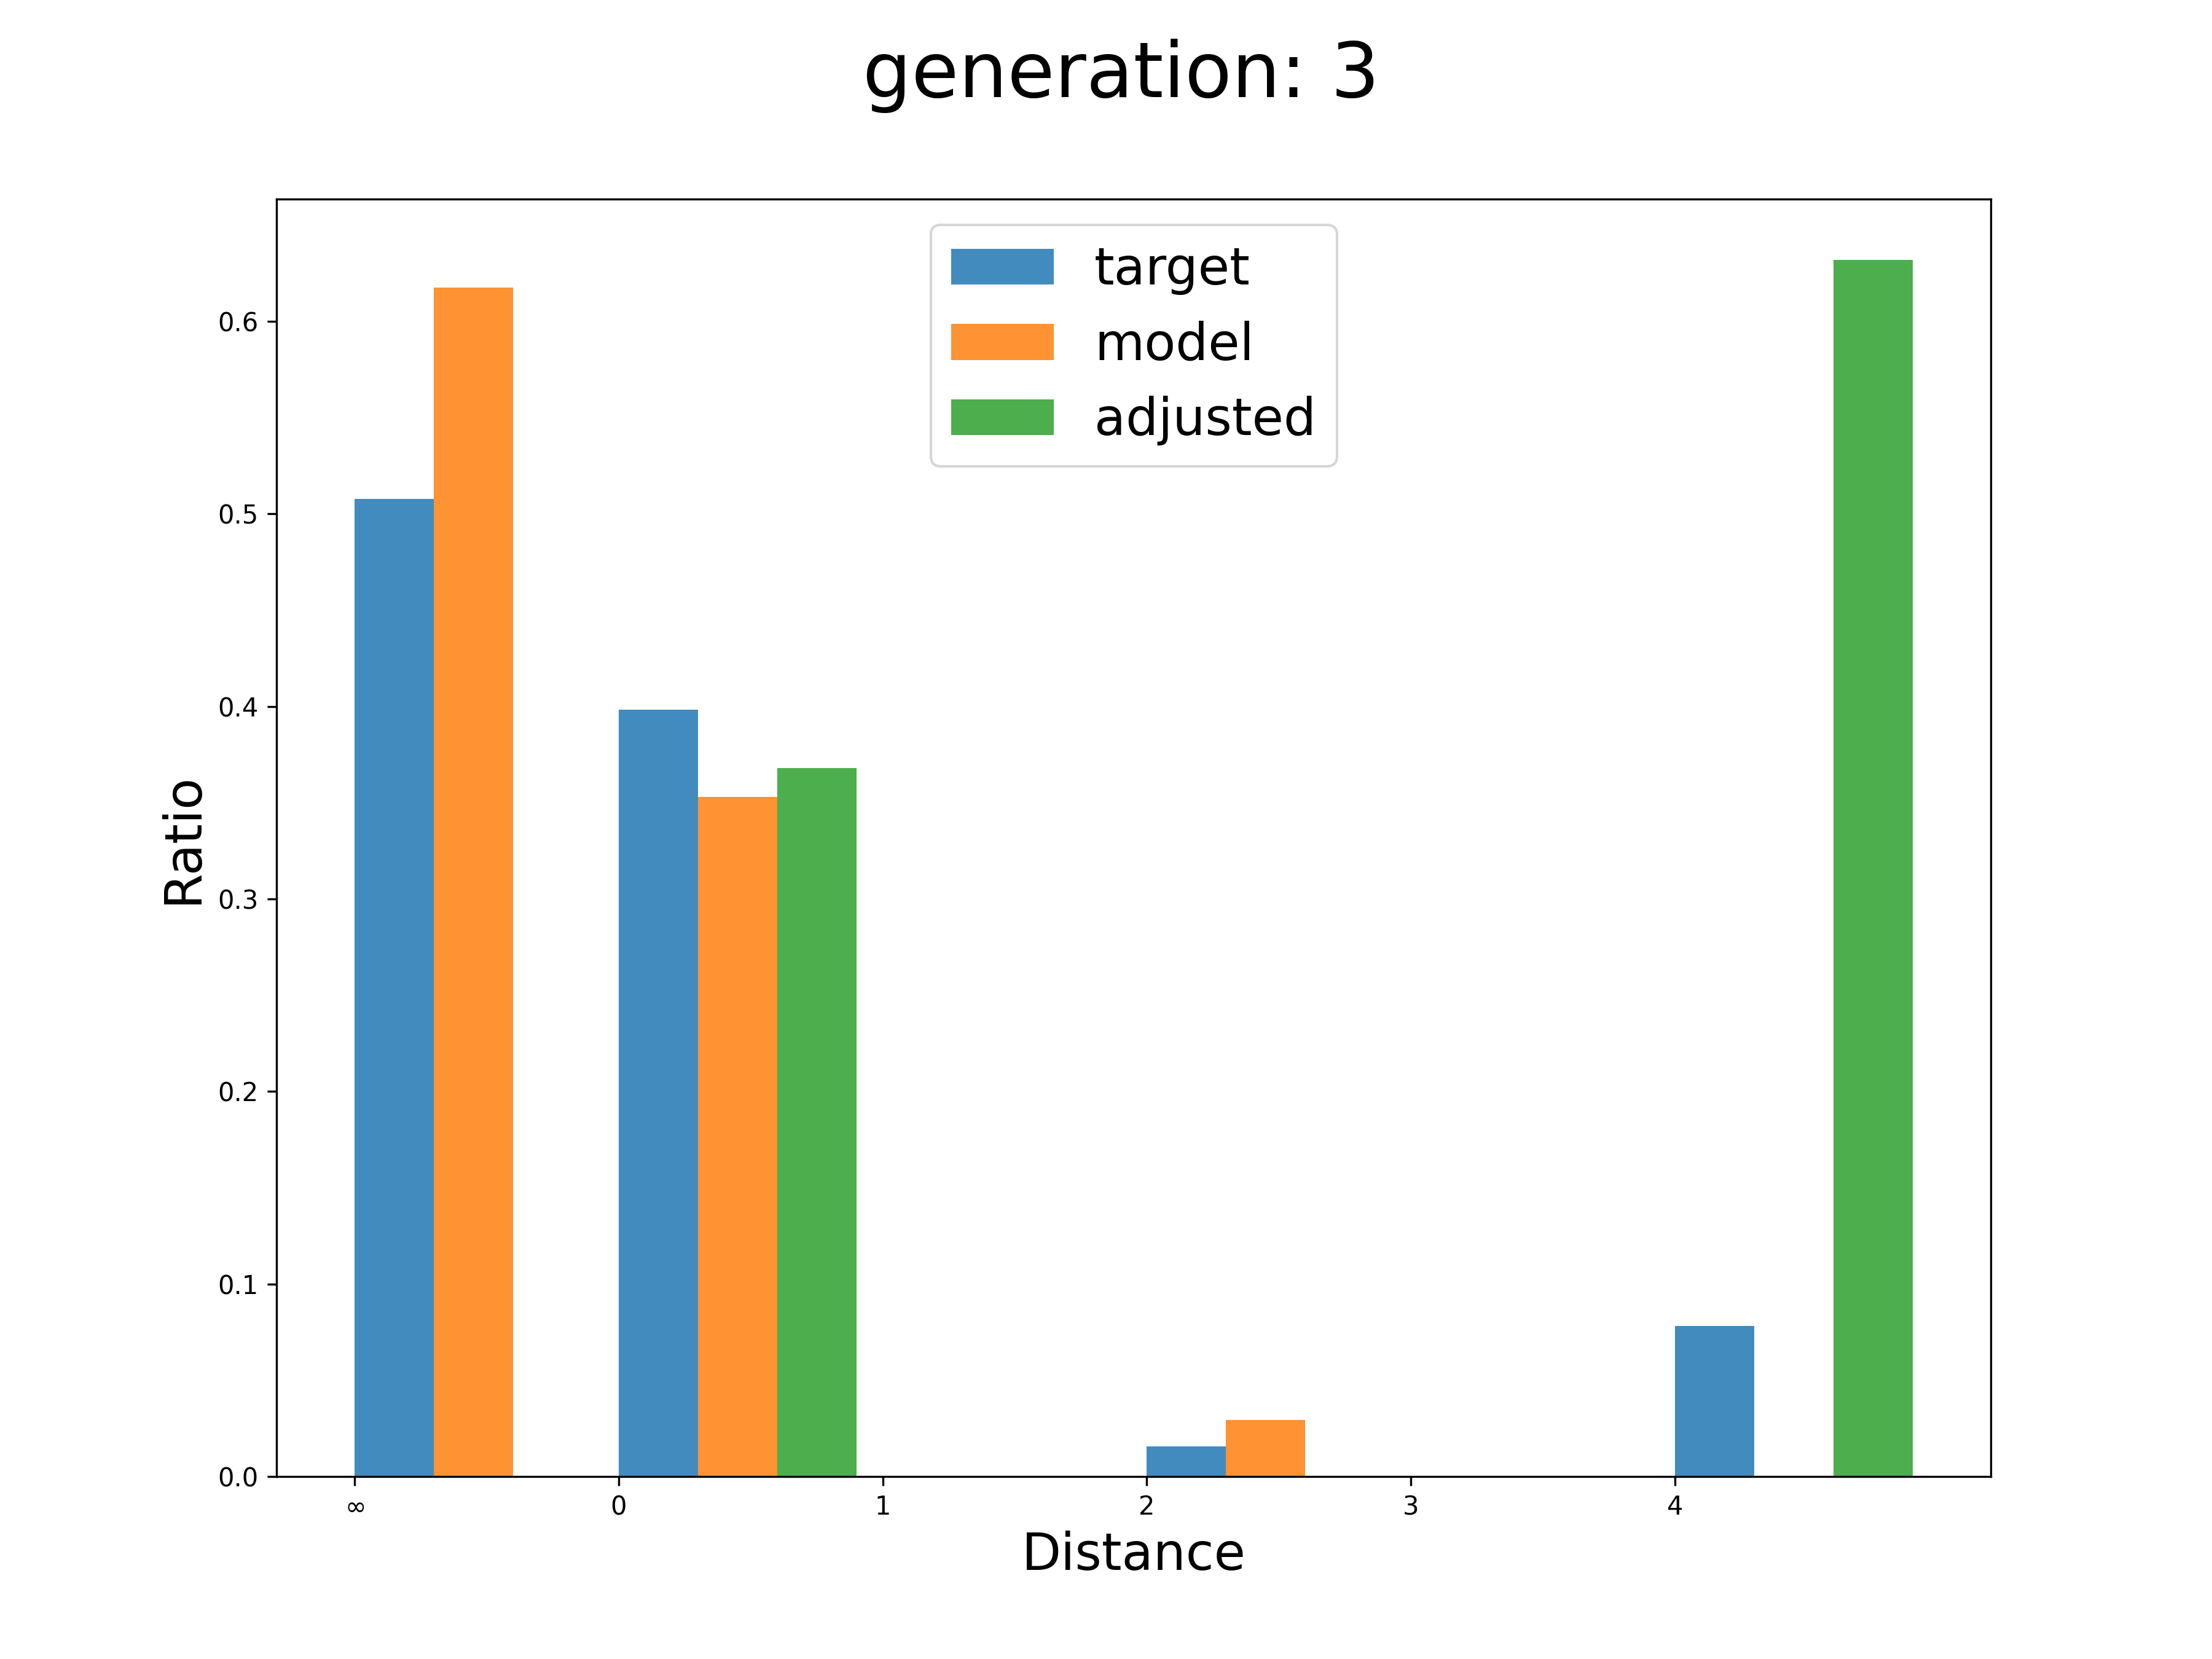 generation: 3
target
model
adjusted
0.6
0.5
0.4
0.3
0.2
0.1
0.0
Ratio
∞ 0 1 2 3 4
Distance